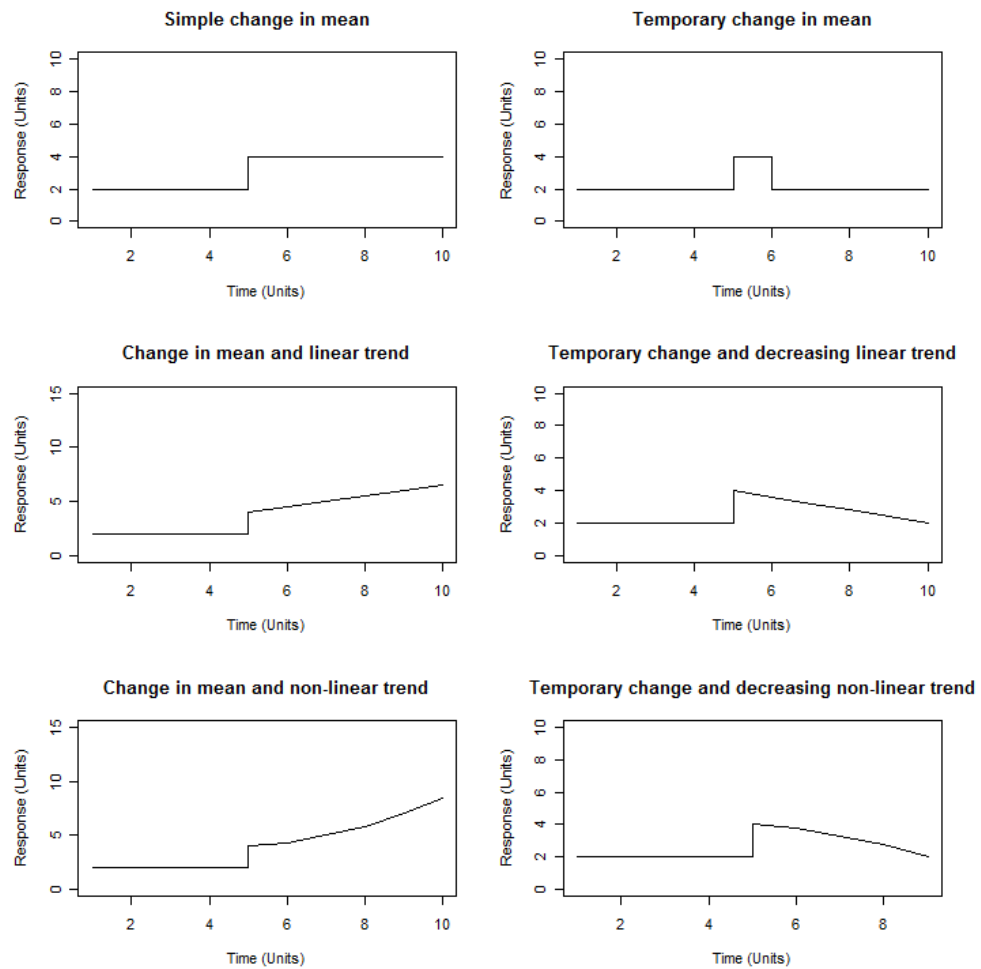 Simple change in mean
Response (Units)
10
8
6
4
2
0
2 4 6 8 10
Time (Units)
Temporary change in mean
Response (Units)
10
8
6
4
2
0
2 4 6 8 10
Time (Units)
Change in mean and linear trend
Response (Units)
15
10
5
0
2 4 6 8 10
Time (Units)
Temporary change and decreasing linear trend
Response (Units)
10
8
6
4
2
0
2 4 6 8 10
Time (Units)
Change in mean and non-linear trend
Response (Units)
15
10
5
0
2 4 6 8 10
Time (Units)
Temporary change and decreasing non-linear trend
Response (Units)
10
8
6
4
2
0
2 4 6 8
Time (Units)